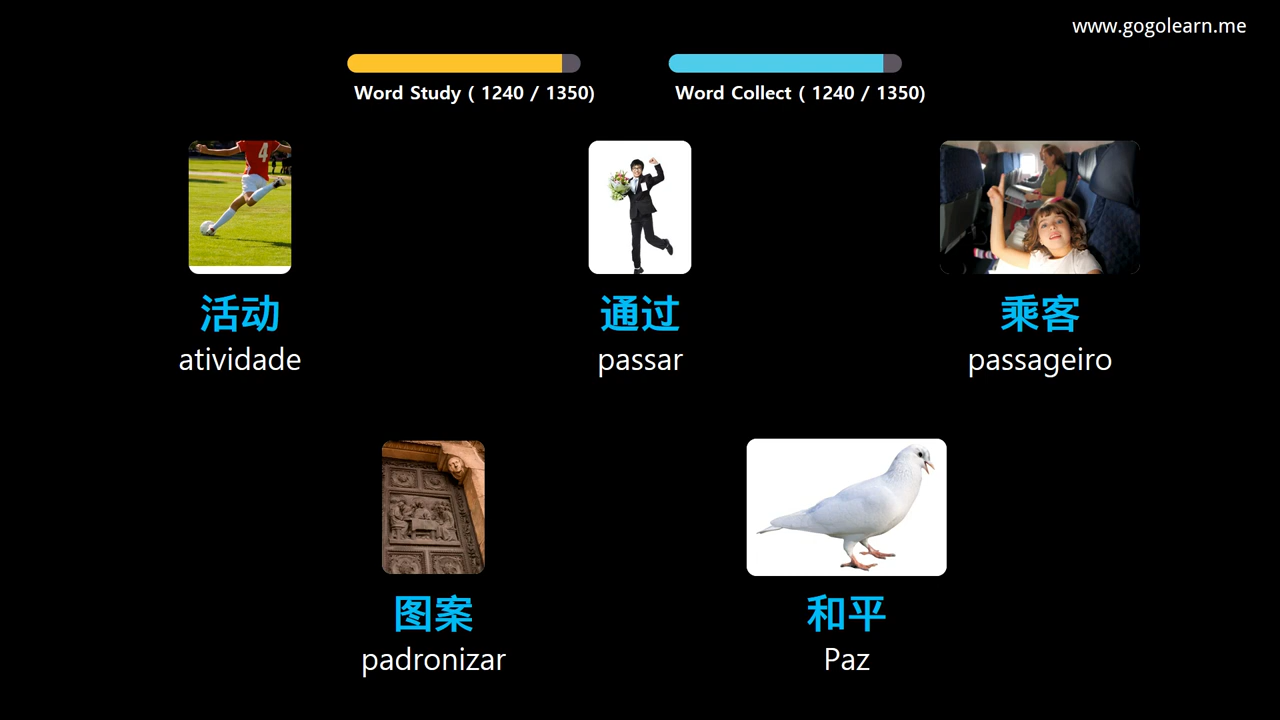 www.gogolearn.me
Word Study ( 1240 / 1350)
Word Collect ( 1240 / 1350)
4
活动
atividade
通过
passar
乘客
passageiro
图案
padronizar
和平
Paz